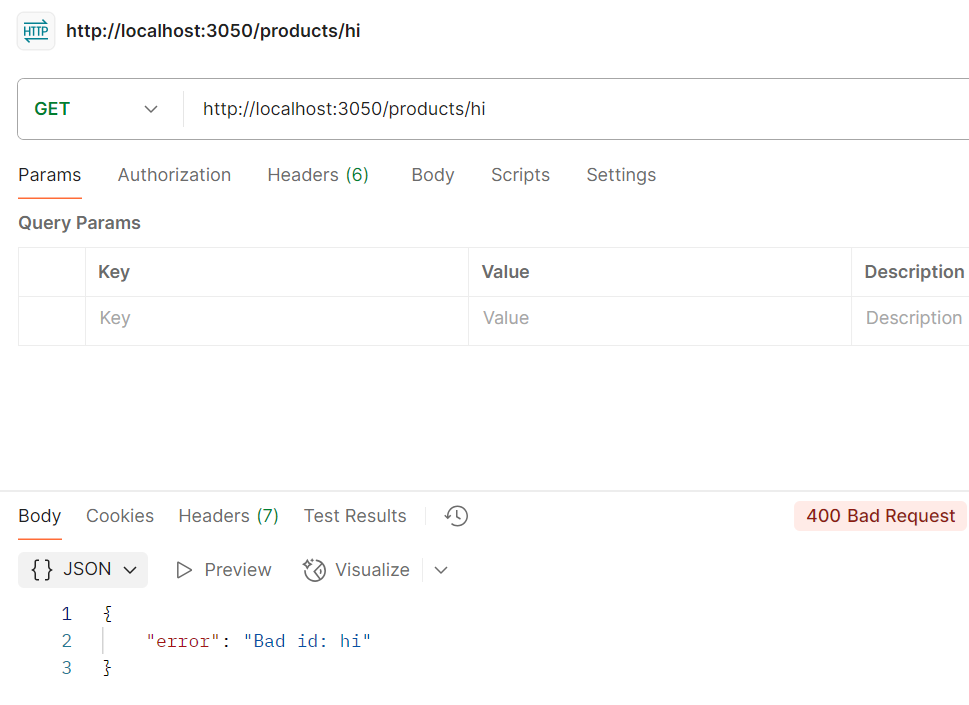 HTTP http://localhost:3050/products/hi
GET http://localhost:3050/products/hi
Params Authorization Headers (6) Body Scripts Settings
Query Params
Key Value Description
Key Value Description
Body Cookies Headers (7) Test Results 400 Bad Request
{} JSON Preview Visualize
1 {
2 "error": "Bad id: hi"
3 }